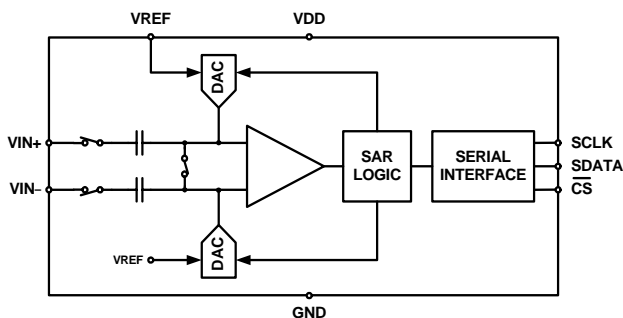 VREF
VDD
DAC
VIN+
VIN–
SAR
LOGIC
SERIAL
INTERFACE
SCLK
SDATA
CS
VREF
DAC
GND